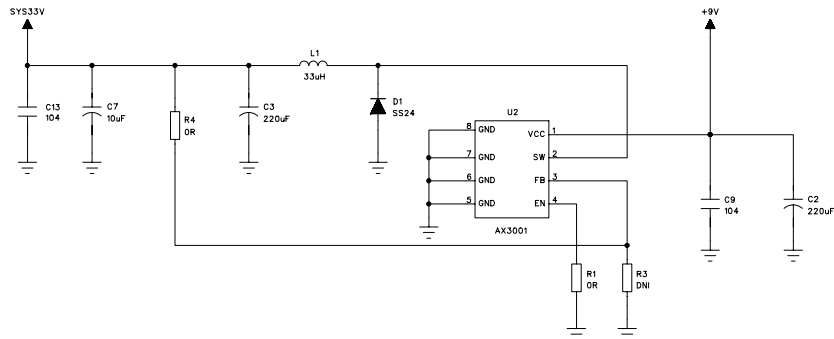 SYS33V
+9V
L1
33uH
C13
104
C7
10uF
R4
0R
C3
220uF
D1
SS24
U2
8 GND
VCC 1
7 GND
SW 2
6 GND
FB 3
5 GND
EN 4
AX3001
C9
104
C2
220uF
R1
0R
R3
DNI